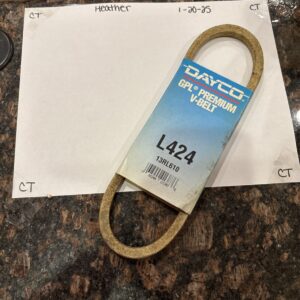 CT
Heather
1-20-25
CT
DAYCO
GPL® PREMIUM
V-BELT
L424
13RL610
CT
CT